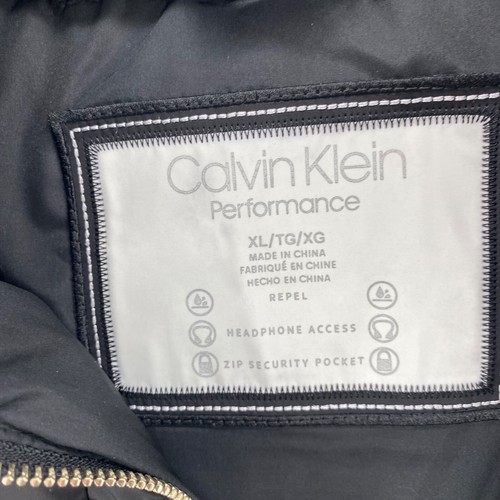 Calvin Klein
Performance
XL/TG/XG
MADE IN CHINA
FABRIQUÉ EN CHINE
HECHO EN CHINA
REPEL
HEADPHONE ACCESS
ZIP SECURITY POCKET